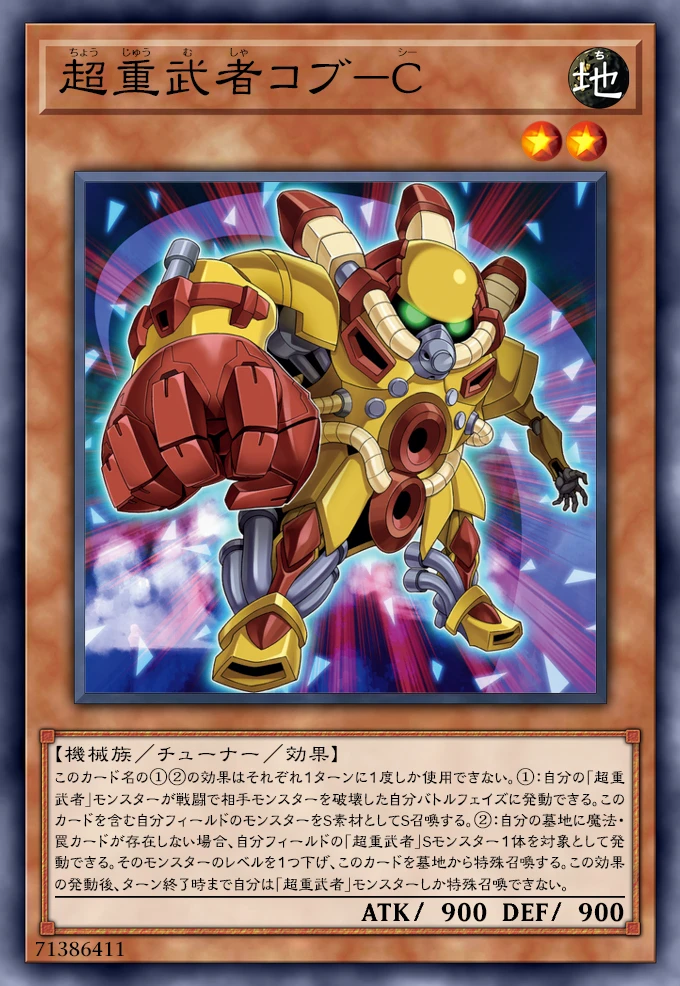 ちょう じゅう む しゃ シー
超重武者コブ－C
ち
地
【機械族／チューナー／効果】
このカード名の①②の効果はそれぞれ1ターンに1度しか使用できない。①：自分の「超重
武者」モンスターが戦闘で相手モンスターを破壊した自分バトルフェイズに発動できる。この
カードを含む自分フィールドのモンスターをS素材としてS召喚する。②：自分の墓地に魔法・
罠カードが存在しない場合、自分フィールドの「超重武者」Sモンスター1体を対象として発
動できる。そのモンスターのレベルを1つ下げ、このカードを墓地から特殊召喚する。この効果
の発動後、ターン終了時まで自分は「超重武者」モンスターしか特殊召喚できない。
ATK/ 900 DEF/ 900
71386411